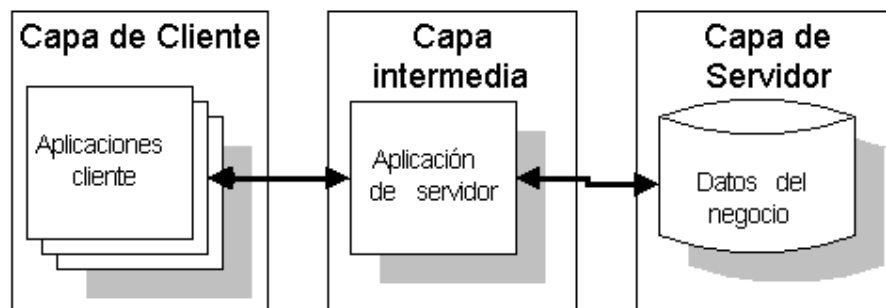 Capa de Cliente
Aplicaciones
cliente
Capa
intermedia
Aplicación
de servidor
Capa de
Servidor
Datos del
negocio